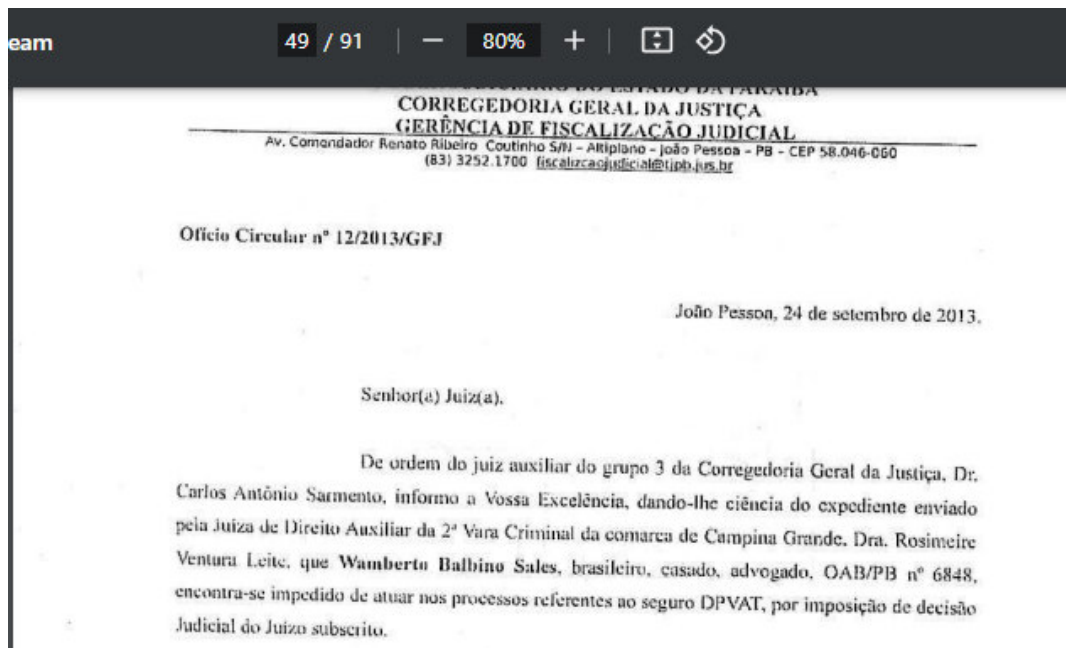 eam 49 / 91 80%
JUDICIÁRIO DO ESTADO DA PARAÍBA
CORREGEDORIA GERAL DA JUSTIÇA
GERÊNCIA DE FISCALIZAÇÃO JUDICIAL
Av. Comendador Renato Ribeiro Coutinho S/N – Altiplano – João Pessoa – PB – CEP 58.046-060
(83) 3252.1700 fiscalizcaojudicial@tjpb.jus.br
Ofício Circular nº 12/2013/GFJ
João Pessoa, 24 de setembro de 2013.
Senhor(a) Juiz(a),
De ordem do juiz auxiliar do grupo 3 da Corregedoria Geral da Justiça, Dr.
Carlos Antônio Sarmento, informo a Vossa Excelência, dando-lhe ciência do expediente enviado
pela Juíza de Direito Auxiliar da 2ª Vara Criminal da comarca de Campina Grande, Dra. Rosimeire
Ventura Leite, que Wamberto Balbino Sales, brasileiro, casado, advogado, OAB/PB nº 6848,
encontra-se impedido de atuar nos processos referentes ao seguro DPVAT, por imposição de decisão
Judicial do Juízo subscrito.